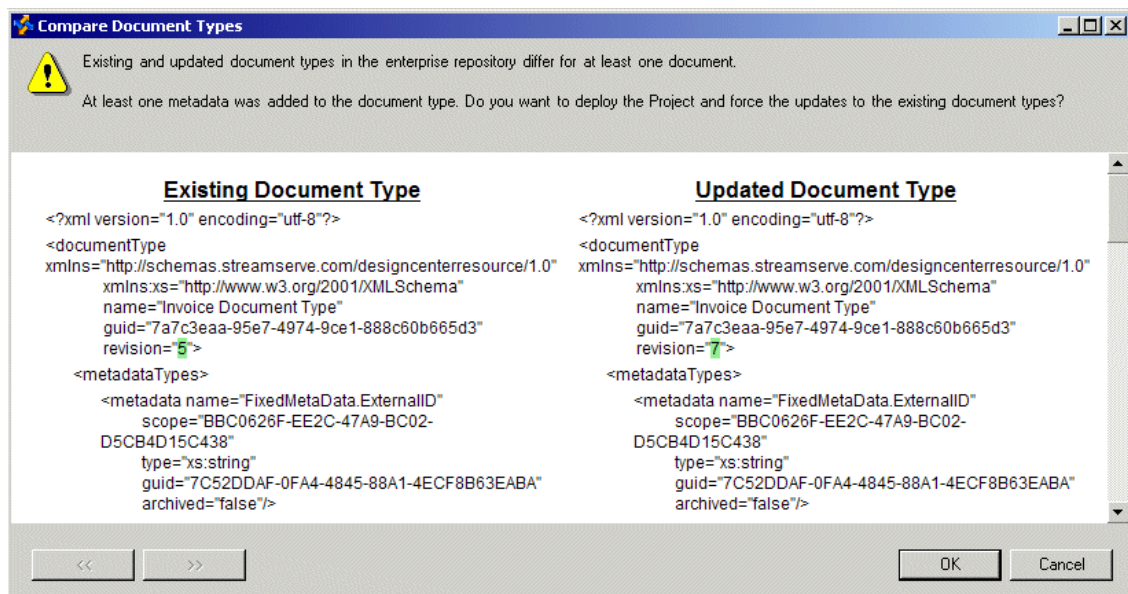 Compare Document Types
Existing and updated document types in the enterprise repository differ for at least one document.
At least one metadata was added to the document type. Do you want to deploy the Project and force the updates to the existing document types?
Existing Document Type
<?xml version="1.0" encoding="utf-8"?>
<documentType
xmlns="http://schemas.streamserve.com/designcenterresource/1.0"
xmlns:xs="http://www.w3.org/2001/XMLSchema"
name="Invoice Document Type"
guid="7a7c3eaa-95e7-4974-9ce1-888c60b665d3"
revision="5">
<metadataTypes>
<metadata name="FixedMetaData.ExternalID"
scope="BBC0626F-EE2C-47A9-BC02-
D5CB4D15C438"
type="xs:string"
guid="7C52DDAF-0FA4-4845-88A1-4ECF8B63EABA"
archived="false"/>
Updated Document Type
<?xml version="1.0" encoding="utf-8"?>
<documentType
xmlns="http://schemas.streamserve.com/designcenterresource/1.0"
xmlns:xs="http://www.w3.org/2001/XMLSchema"
name="Invoice Document Type"
guid="7a7c3eaa-95e7-4974-9ce1-888c60b665d3"
revision="7">
<metadataTypes>
<metadata name="FixedMetaData.ExternalID"
scope="BBC0626F-EE2C-47A9-BC02-
D5CB4D15C438"
type="xs:string"
guid="7C52DDAF-0FA4-4845-88A1-4ECF8B63EABA"
archived="false"/>
<<
>>
OK
Cancel